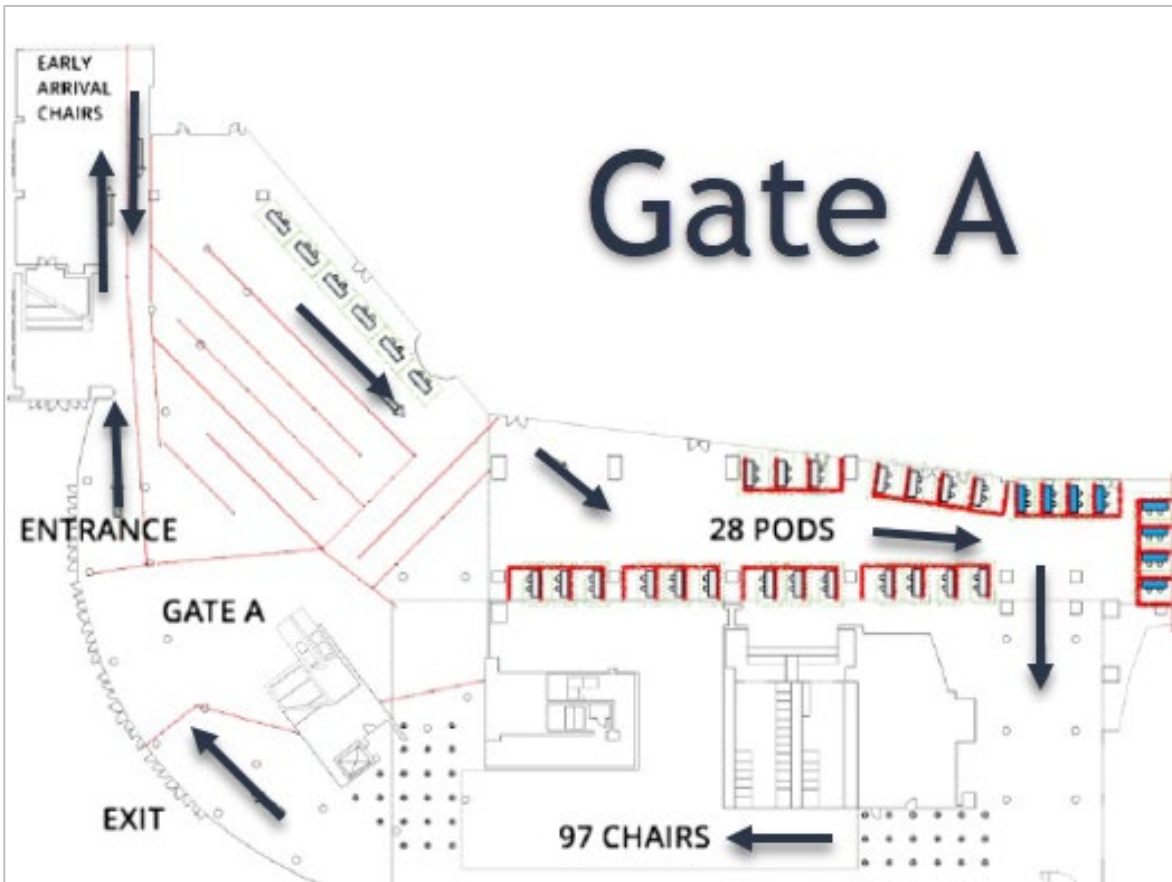 EARLY
ARRIVAL
CHAIRS
Gate A
ENTRANCE
28 PODS
GATE A
EXIT
97 CHAIRS